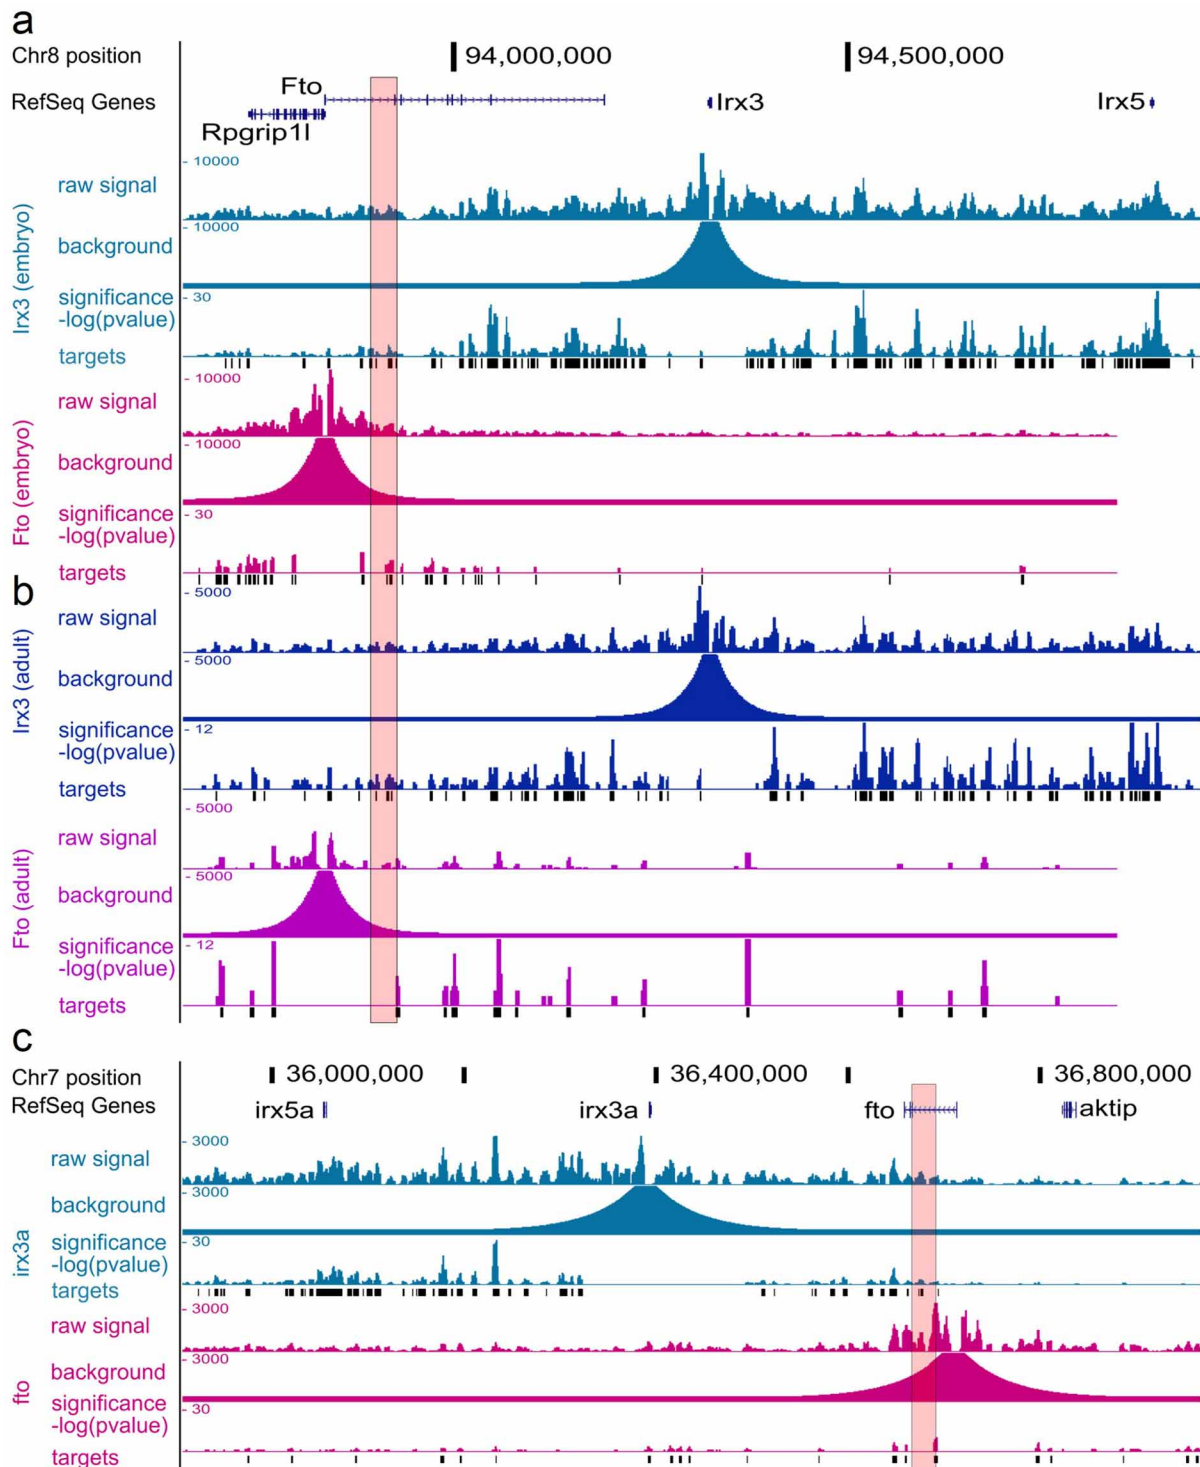 a
Chr8 position
94,000,000 94,500,000
Fto
RefSeq Genes
Irx3 Irx5
Rpgrip1l
Irx3 (embryo)
- 10000
raw signal
- 10000
background
significance
- 30
-log(pvalue)
targets
Fto (embryo)
- 10000
raw signal
- 10000
background
significance
- 30
-log(pvalue)
targets
b
Irx3 (adult)
- 5000
raw signal
- 5000
background
significance
- 12
-log(pvalue)
targets
Fto (adult)
- 5000
raw signal
- 5000
background
significance
- 12
-log(pvalue)
targets
c
Chr7 position
36,000,000 36,400,000 36,800,000
RefSeq Genes
irx5a irx3a fto aktip
irx3a
- 3000
raw signal
- 3000
background
significance
- 30
-log(pvalue)
targets
fto
- 3000
raw signal
- 3000
background
significance
- 30
-log(pvalue)
targets